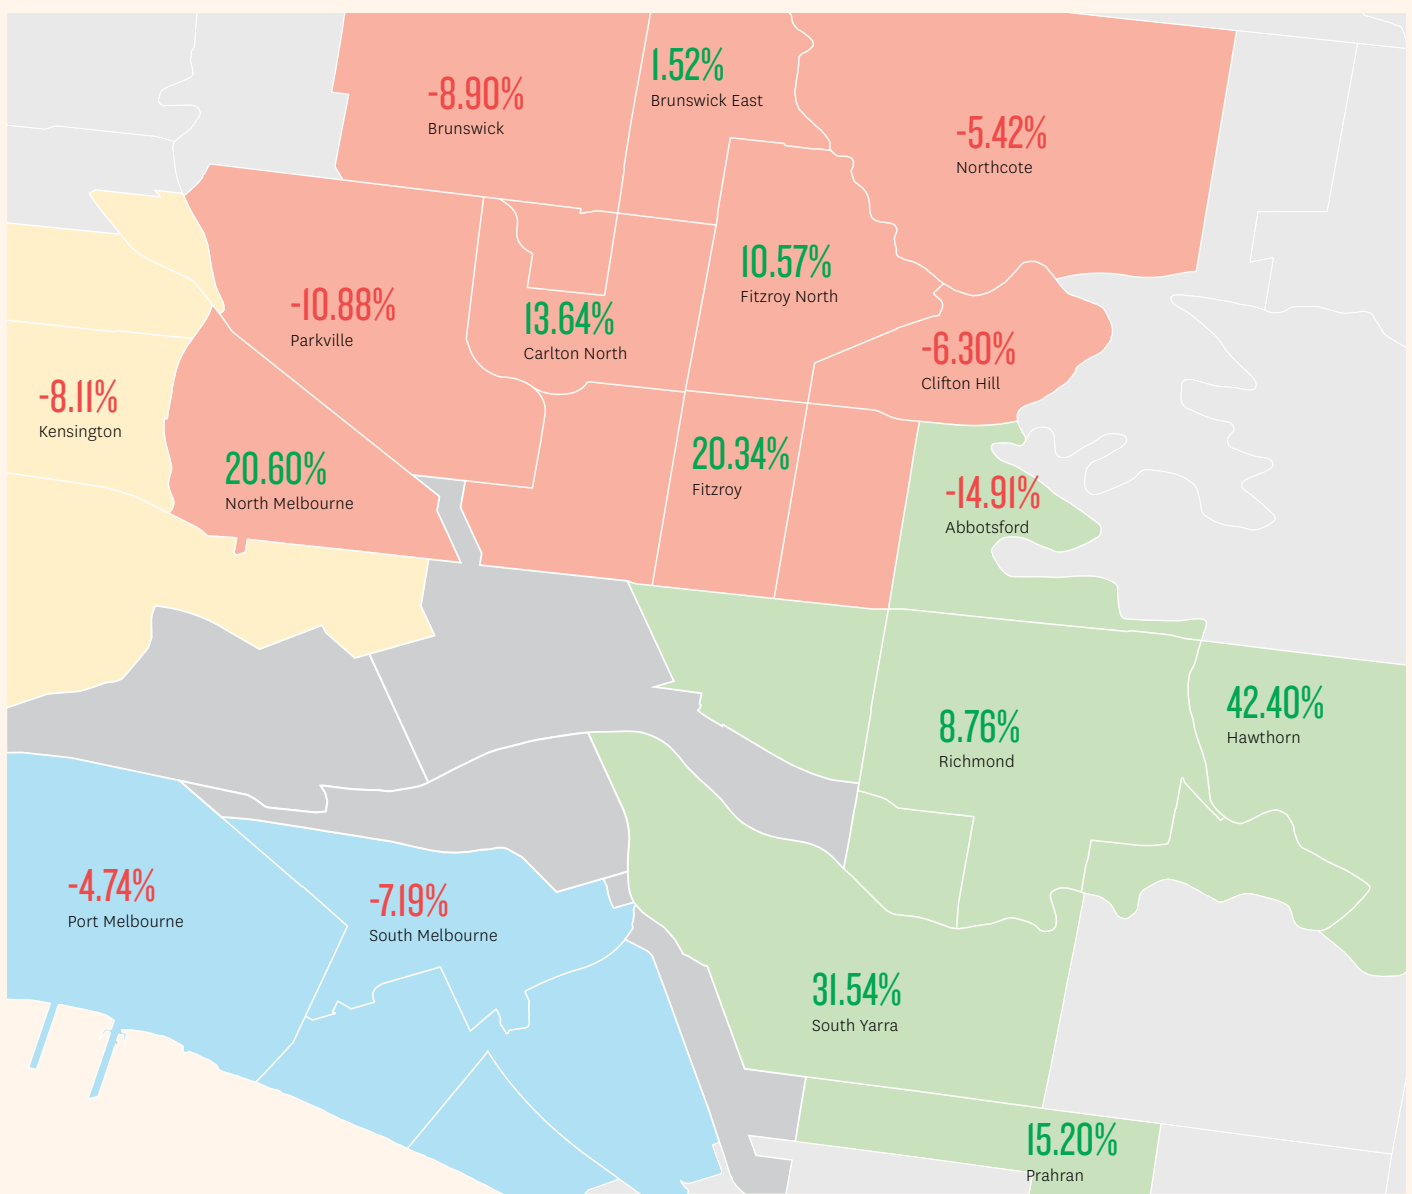 1.52%
Brunswick East
-8.90%
Brunswick
-5.42%
Northcote
10.57%
Fitzroy North
-10.88%
Parkville
13.64%
Carlton North
-6.30%
Clifton Hill
-8.11%
Kensington
20.60%
North Melbourne
20.34%
Fitzroy
-14.91%
Abbotsford
42.40%
Hawthorn
8.76%
Richmond
-4.74%
Port Melbourne
-7.19%
South Melbourne
31.54%
South Yarra
15.20%
Prahran